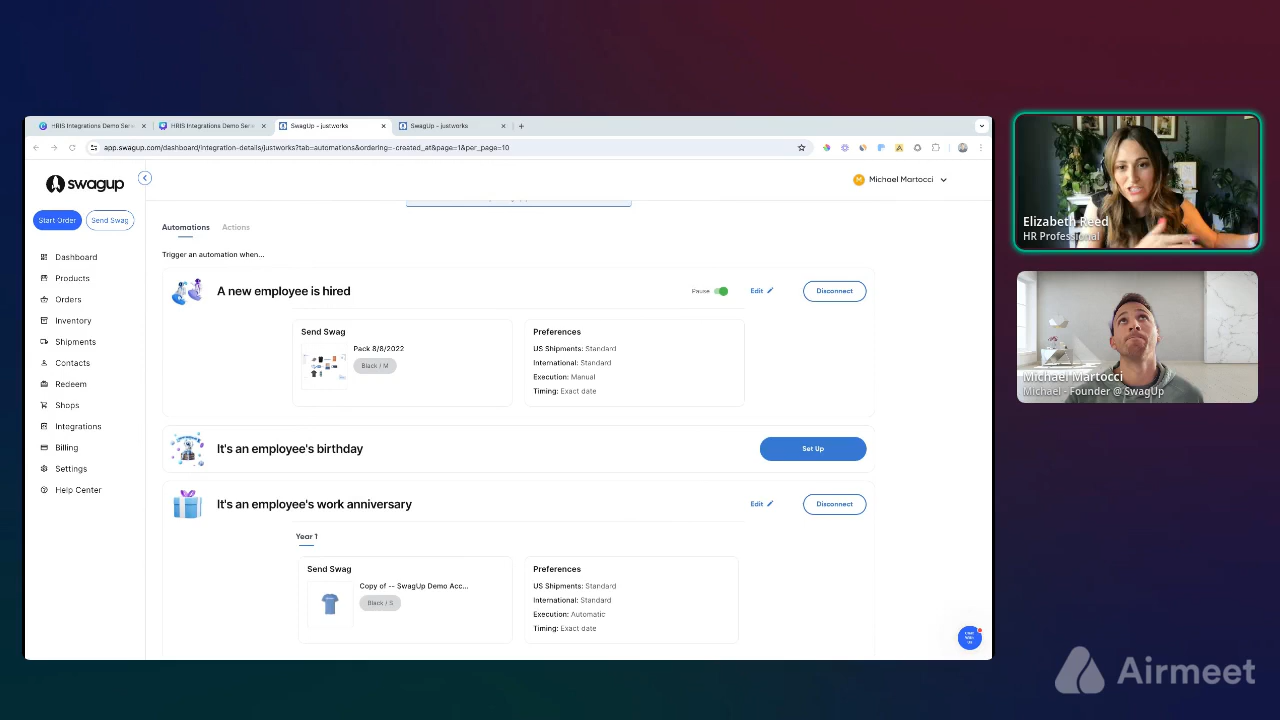 HRIS Integrations Demo Serie
HRIS Integrations Demo Serie
SwagUp - justworks
SwagUp - justworks
app.swagup.com/dashboard/integration-details/justworks?tab=automations&ordering=-created_at&page=1&per_page=10
swagup
M Michael Martocci
Start Order
Send Swag
Dashboard
Products
Orders
Inventory
Shipments
Contacts
Redeem
Shops
Integrations
Billing
Settings
Help Center
Automations
Actions
Trigger an automation when...
A new employee is hired
Pause
Edit
Disconnect
Send Swag
Pack 8/8/2022
Black / M
Preferences
US Shipments: Standard
International: Standard
Execution: Manual
Timing: Exact date
It's an employee's birthday
Set Up
It's an employee's work anniversary
Edit
Disconnect
Year 1
Send Swag
Copy of -- SwagUp Demo Acc...
Black / S
Preferences
US Shipments: Standard
International: Standard
Execution: Automatic
Timing: Exact date
Chat
With
Us
Elizabeth Reed
HR Professional
Michael Martocci
Michael - Founder @ SwagUp
Airmeet